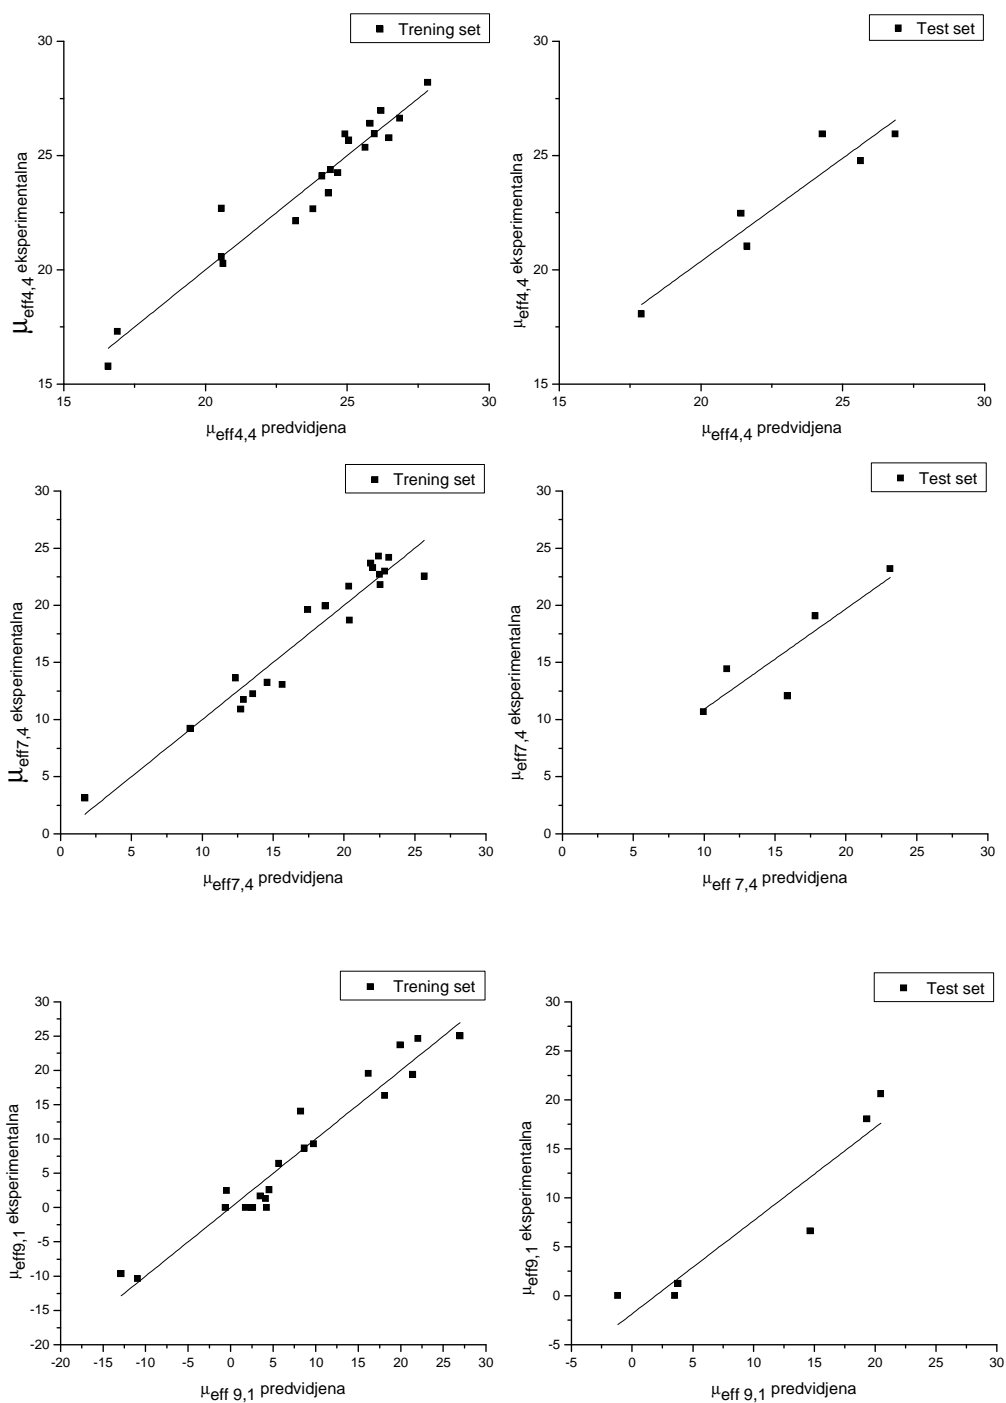 Trening set
30
25
20
15
15 20 25 30
μeff4,4 eksperimentalna
μeff4,4 predvidjena
Test set
30
25
20
15
15 20 25 30
μeff4,4 eksperimentalna
μeff4,4 predvidjena
Trening set
30
25
20
15
10
5
0
0 5 10 15 20 25 30
μeff7,4 eksperimentalna
μeff7,4 predvidjena
Test set
30
25
20
15
10
5
0
0 5 10 15 20 25 30
μeff7,4 eksperimentalna
μeff 7,4 predvidjena
Trening set
30
25
20
15
10
5
0
-5
-10
-15
-20
-20 -15 -10 -5 0 5 10 15 20 25 30
μeff9,1 eksperimentalna
μeff 9,1 predvidjena
Test set
30
25
20
15
10
5
0
-5
-5 0 5 10 15 20 25 30
μeff9,1 eksperimentalna
μeff 9,1 predvidjena